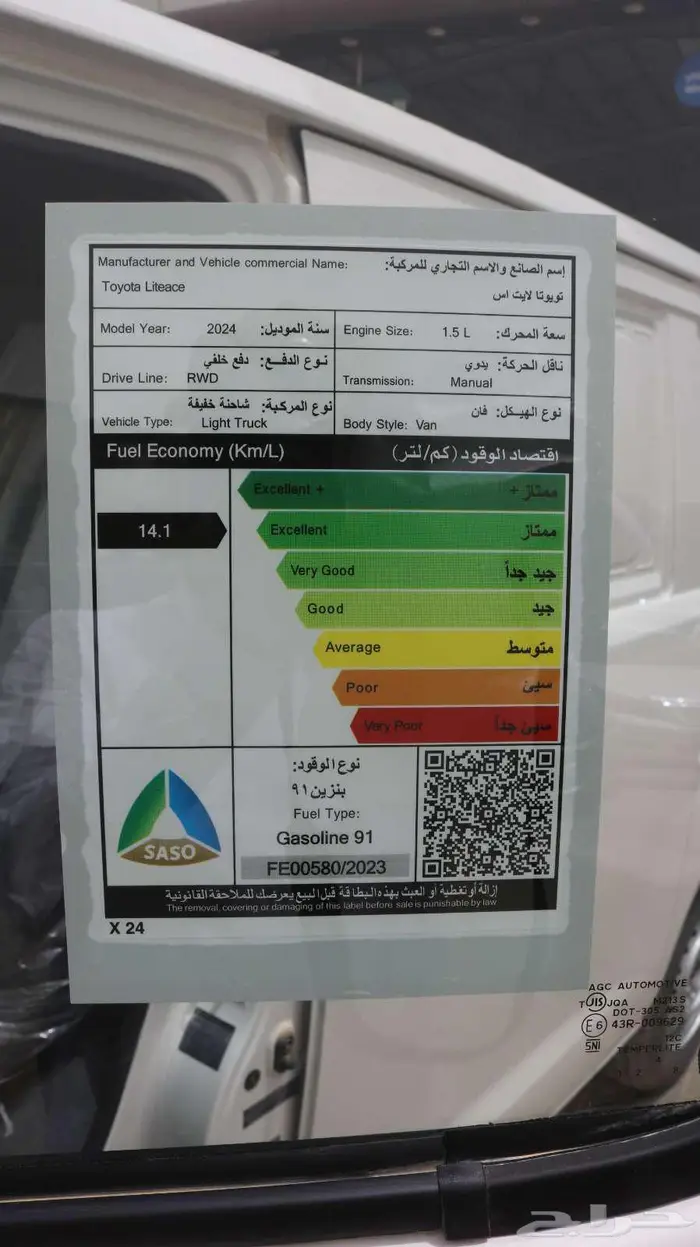 Manufacturer and Vehicle commercial Name: إسم الصانع والاسم التجاري للمركبة:
Toyota Liteace تويوتا لايت اس
Model Year: 2024 سنة الموديل:
Engine Size: 1.5 L سعة المحرك:
نوع الدفع: دفع خلفي
Drive Line: RWD
ناقل الحركة: يدوي
Transmission: Manual
نوع المركبة: شاحنة خفيفة
Vehicle Type: Light Truck
نوع الهيكل: فان
Body Style: Van
Fuel Economy (Km/L) اقتصاد الوقود (كم/لتر)
Excellent + ممتاز +
14.1
Excellent ممتاز
Very Good جيد جداً
Good جيد
Average متوسط
Poor سيئ
Very Poor سيئ جداً
نوع الوقود:
بنزين ٩١
Fuel Type:
Gasoline 91
FE00580/2023
SASO
إزالة أو تغطية أو العبث بهذه البطاقة قبل البيع يعرضك للملاحقة القانونية
The removal, covering or damaging of this label before sale is punishable by law
X 24
AGC AUTOMOTIVE
JIS JQA M213S
DOT-305 AS2
E6 43R-009629
SNI 12C
TEMPERLITE
4
حراج